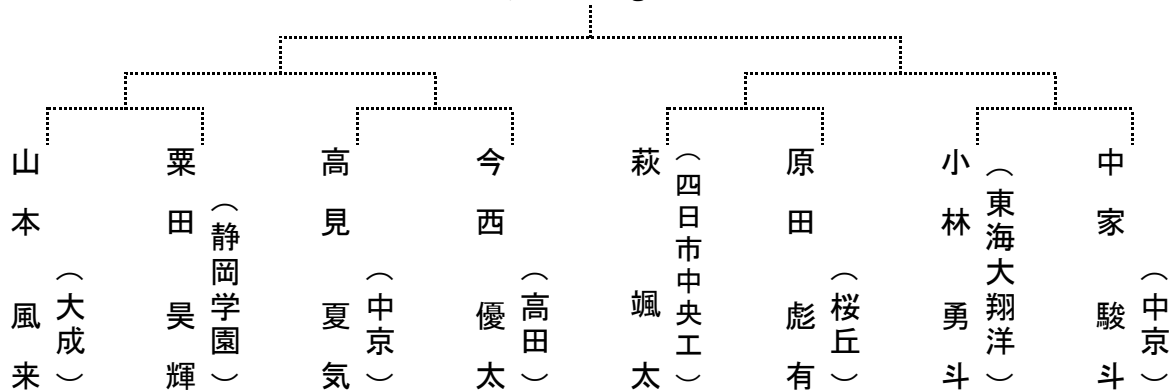 山本 風来
（大成）
粟田 昊輝
（静岡学園）
高見 夏気
（中京）
今西 優太
（高田）
萩 颯太
（四日市中央工）
原田 彪有
（桜丘）
小林 勇斗
（東海大翔洋）
中家 駿斗
（中京）